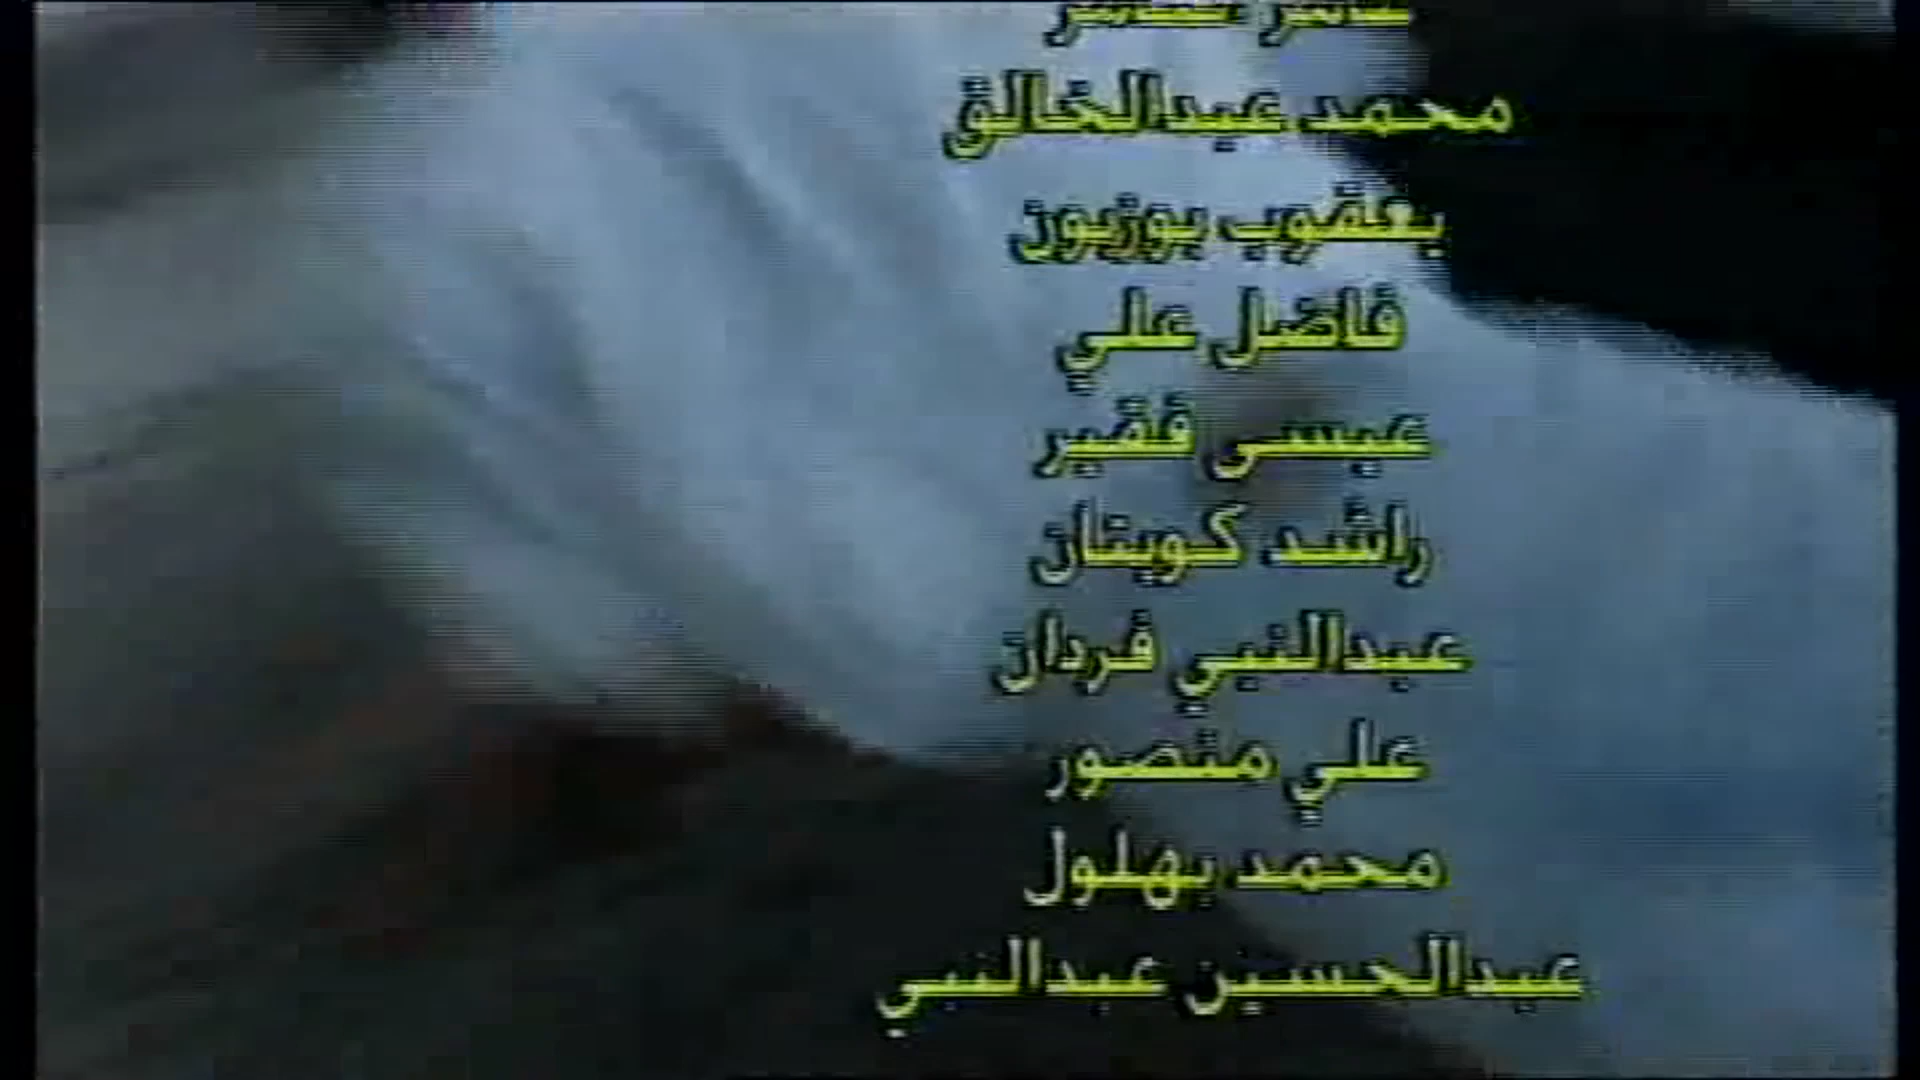 محمد عبدالخالق
يعقوب بوزبون
فاضل علي
عيسى فقير
راشد كويتان
عبدالنبي فردان
علي منصور
محمد بهلول
عبدالحسين عبدالنبي